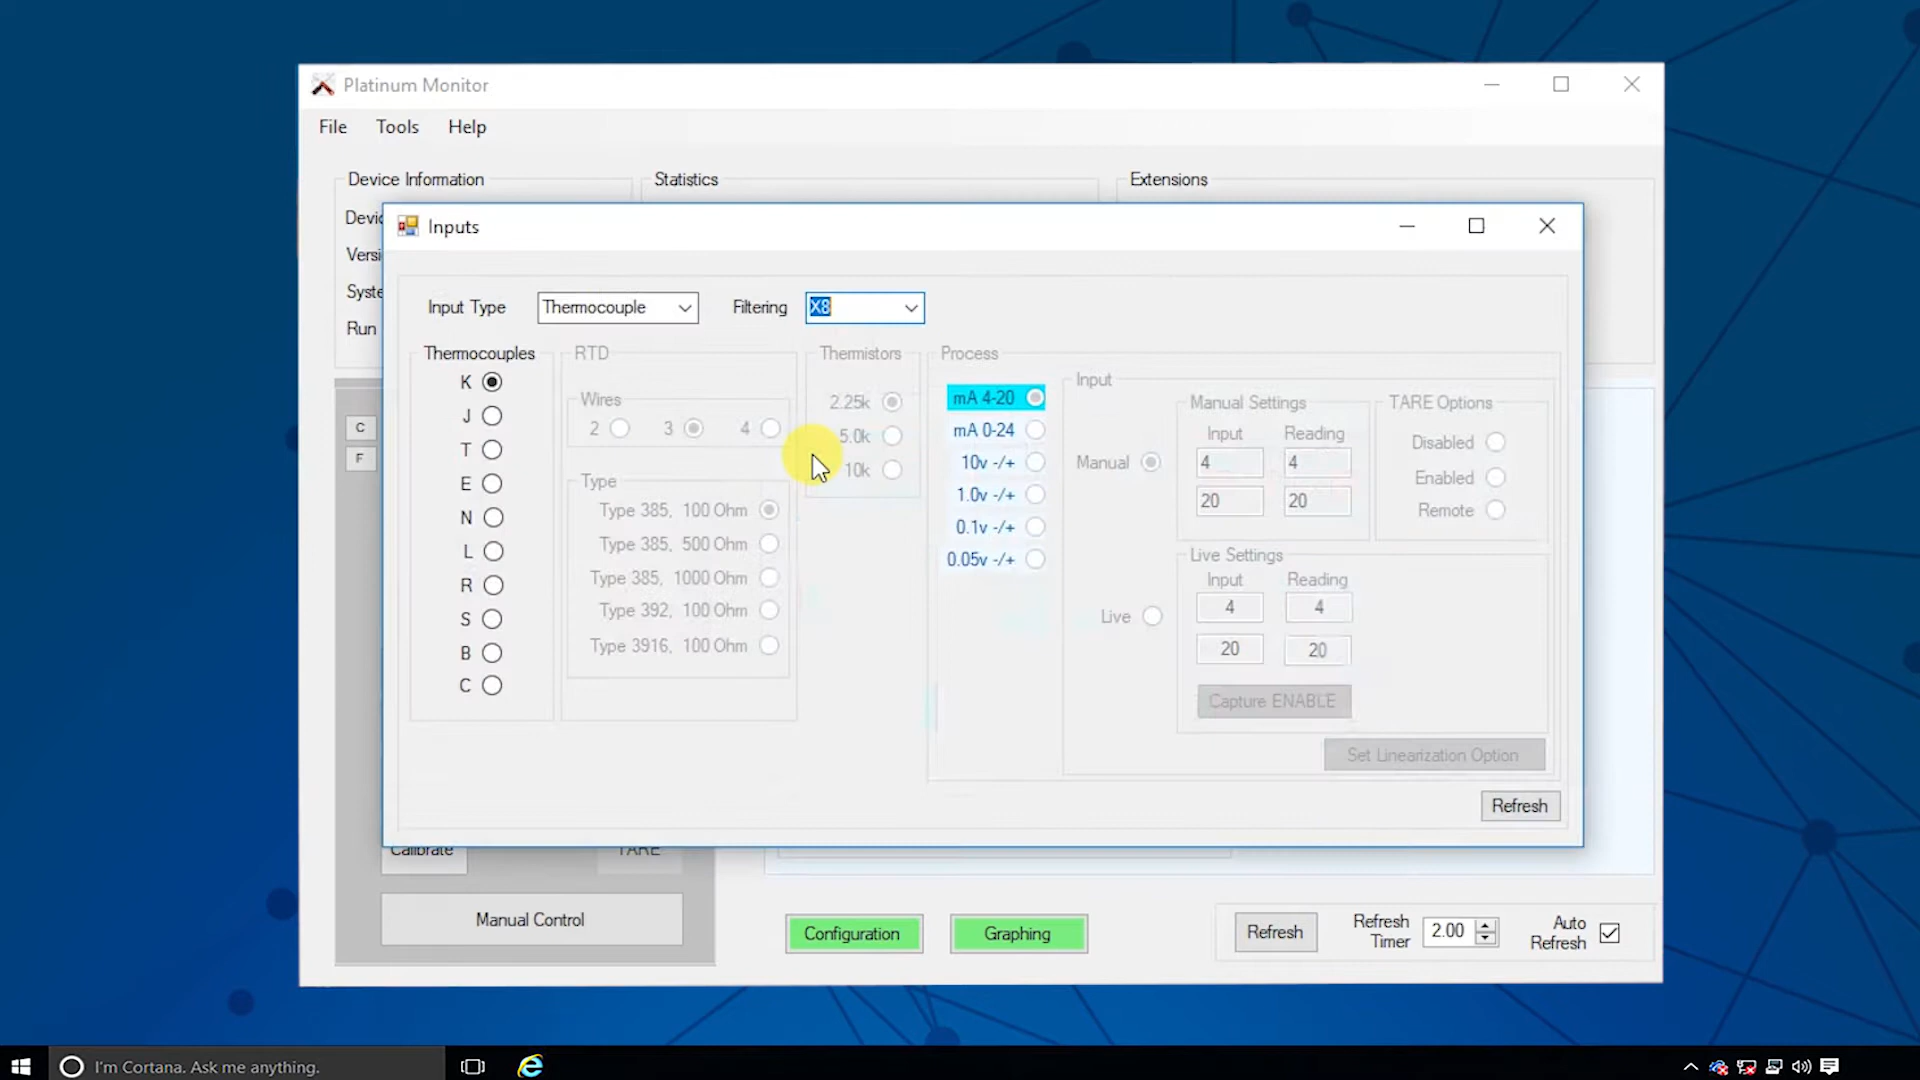 Platinum Monitor
File Tools Help
Device Information Statistics Extensions
Devic
Versi
Syste
Run
C
F
Inputs
Input Type Thermocouple Filtering X8
Thermocouples RTD Thermistors Process
K
J
T
E
N
L
R
S
B
C
Wires
2 3 4
Type
Type 385, 100 Ohm
Type 385, 500 Ohm
Type 385, 1000 Ohm
Type 392, 100 Ohm
Type 3916, 100 Ohm
2.25k
5.0k
10k
mA 4-20
mA 0-24
10v -/+
1.0v -/+
0.1v -/+
0.05v -/+
Input
Manual
Live
Manual Settings
Input Reading
4 4
20 20
TARE Options
Disabled
Enabled
Remote
Live Settings
Input Reading
4 4
20 20
Capture ENABLE
Set Linearization Option
Refresh
Calibrate TARE
Manual Control
Configuration Graphing
Refresh
Refresh Timer 2.00
Auto Refresh
I'm Cortana. Ask me anything.